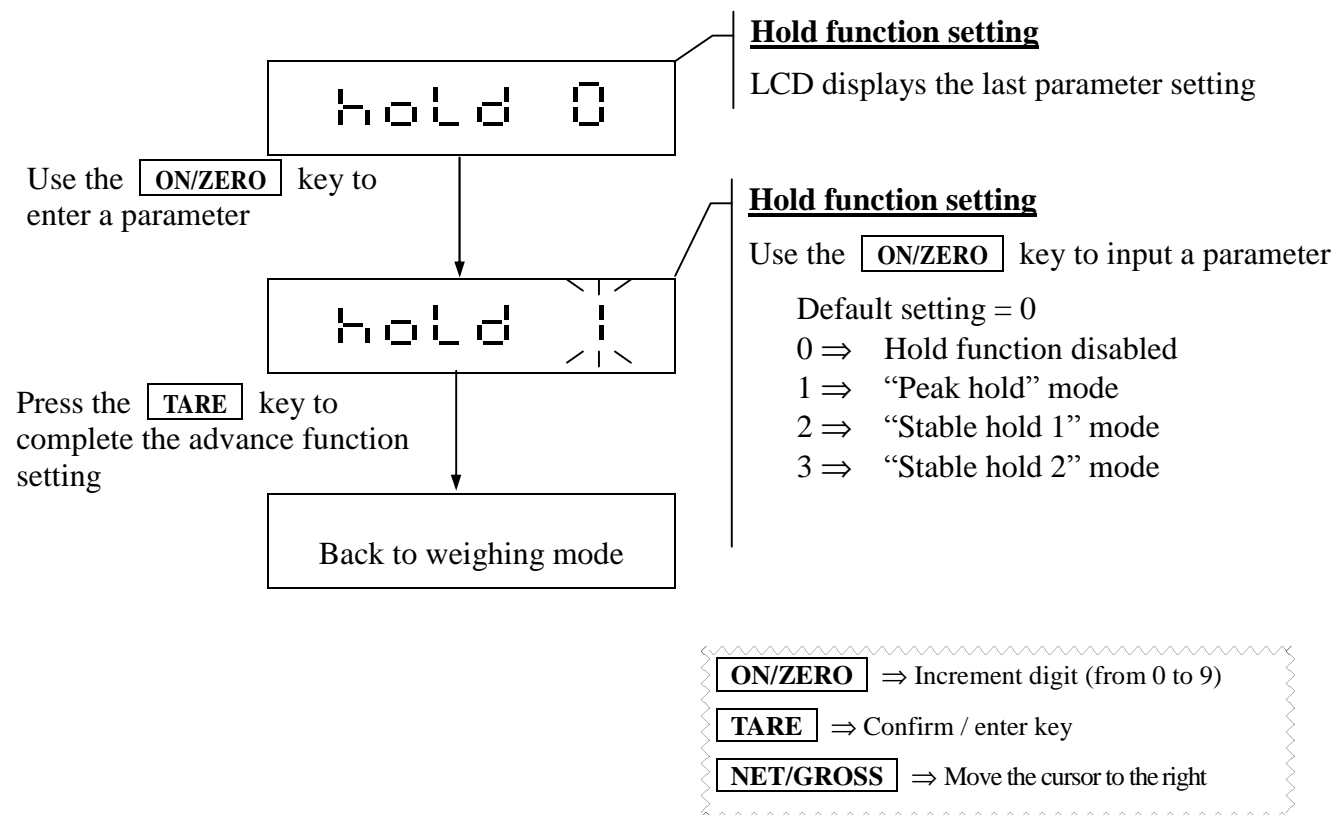 Hold function setting
LCD displays the last parameter setting
hoLd 0
Use the ON/ZERO key to
enter a parameter
Hold function setting
Use the ON/ZERO key to input a parameter
Default setting = 0
0 ⇒ Hold function disabled
1 ⇒ “Peak hold” mode
2 ⇒ “Stable hold 1” mode
3 ⇒ “Stable hold 2” mode
hoLd 1
Press the TARE key to
complete the advance function
setting
Back to weighing mode
ON/ZERO ⇒ Increment digit (from 0 to 9)
TARE ⇒ Confirm / enter key
NET/GROSS ⇒ Move the cursor to the right